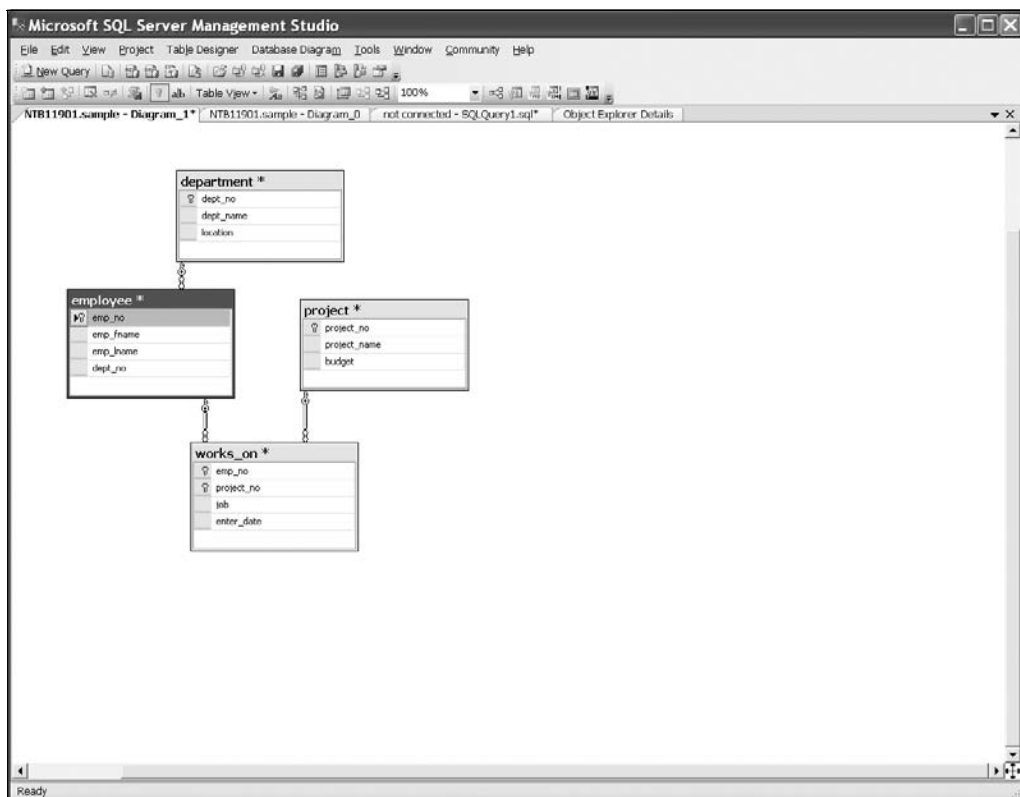 Microsoft SQL Server Management Studio
File Edit View Project Table Designer Database Diagram Tools Window Community Help
New Query
Table View 100%
NTB11901.sample - Diagram_1* NTB11901.sample - Diagram_0 not connected - SQLQuery1.sql* Object Explorer Details
department *
dept_no
dept_name
location
employee *
emp_no
emp_fname
emp_lname
dept_no
project *
project_no
project_name
budget
works_on *
emp_no
project_no
job
enter_date
Ready